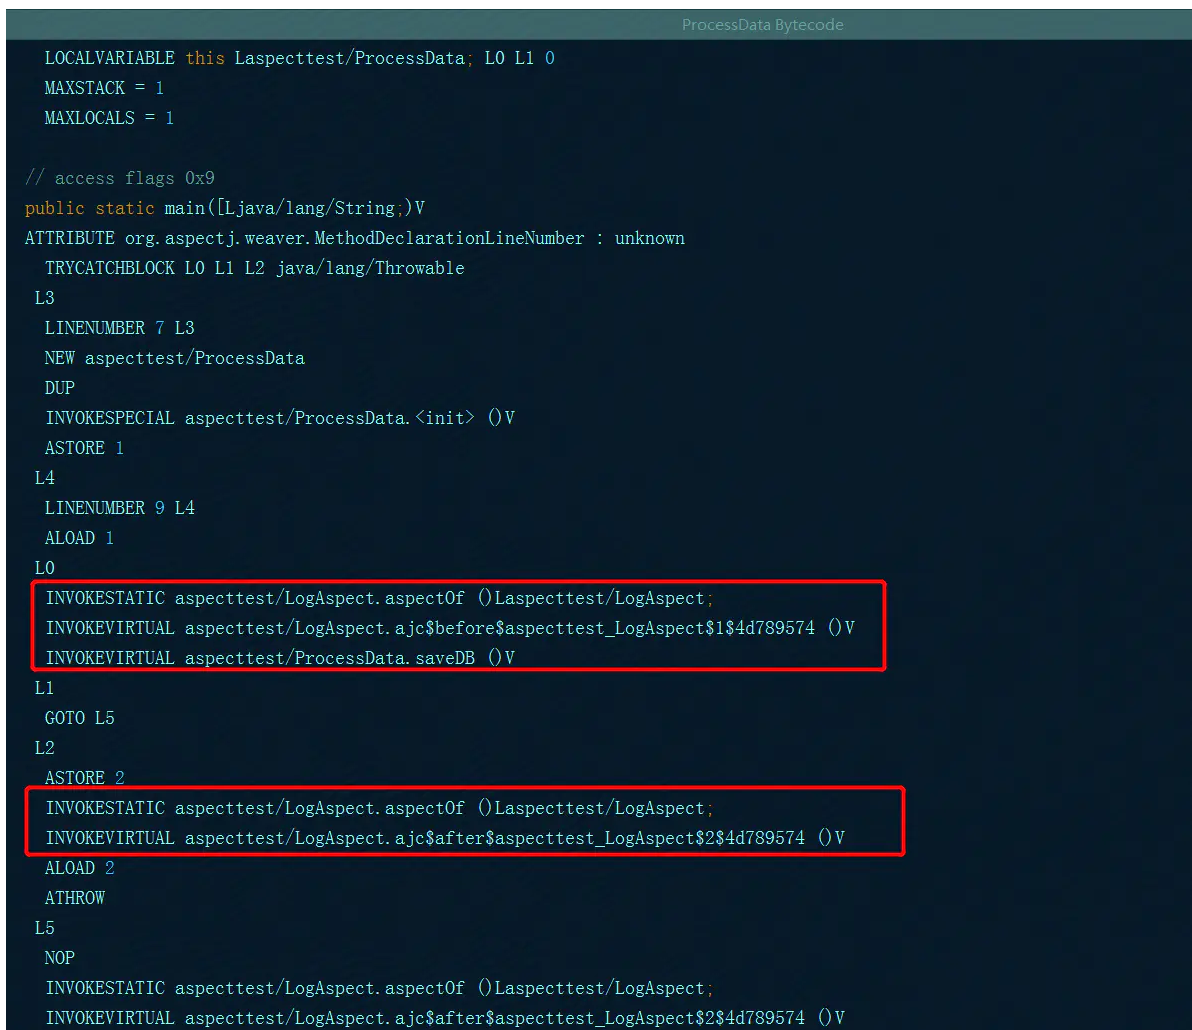 ProcessData Bytecode
LOCALVARIABLE this Laspecttest/ProcessData; L0 L1 0
MAXSTACK = 1
MAXLOCALS = 1
// access flags 0x9
public static main([Ljava/lang/String;)V
ATTRIBUTE org.aspectj.weaver.MethodDeclarationLineNumber : unknown
TRYCATCHBLOCK L0 L1 L2 java/lang/Throwable
L3
LINENUMBER 7 L3
NEW aspecttest/ProcessData
DUP
INVOKESPECIAL aspecttest/ProcessData.<init> ()V
ASTORE 1
L4
LINENUMBER 9 L4
ALOAD 1
L0
INVOKESTATIC aspecttest/LogAspect.aspectOf ()Laspecttest/LogAspect;
INVOKEVIRTUAL aspecttest/LogAspect.ajc$before$aspecttest_LogAspect$1$4d789574 ()V
INVOKEVIRTUAL aspecttest/ProcessData.saveDB ()V
L1
GOTO L5
L2
ASTORE 2
INVOKESTATIC aspecttest/LogAspect.aspectOf ()Laspecttest/LogAspect;
INVOKEVIRTUAL aspecttest/LogAspect.ajc$after$aspecttest_LogAspect$2$4d789574 ()V
ALOAD 2
ATHROW
L5
NOP
INVOKESTATIC aspecttest/LogAspect.aspectOf ()Laspecttest/LogAspect;
INVOKEVIRTUAL aspecttest/LogAspect.ajc$after$aspecttest_LogAspect$2$4d789574 ()V